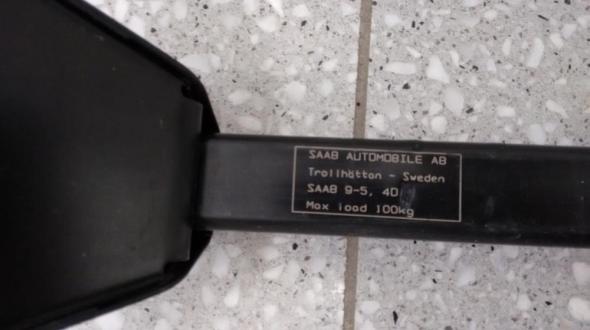 SAAB AUTOMOBILE AB
Trollhättan - Sweden
SAAB 9-5, 4D
Max load 100kg